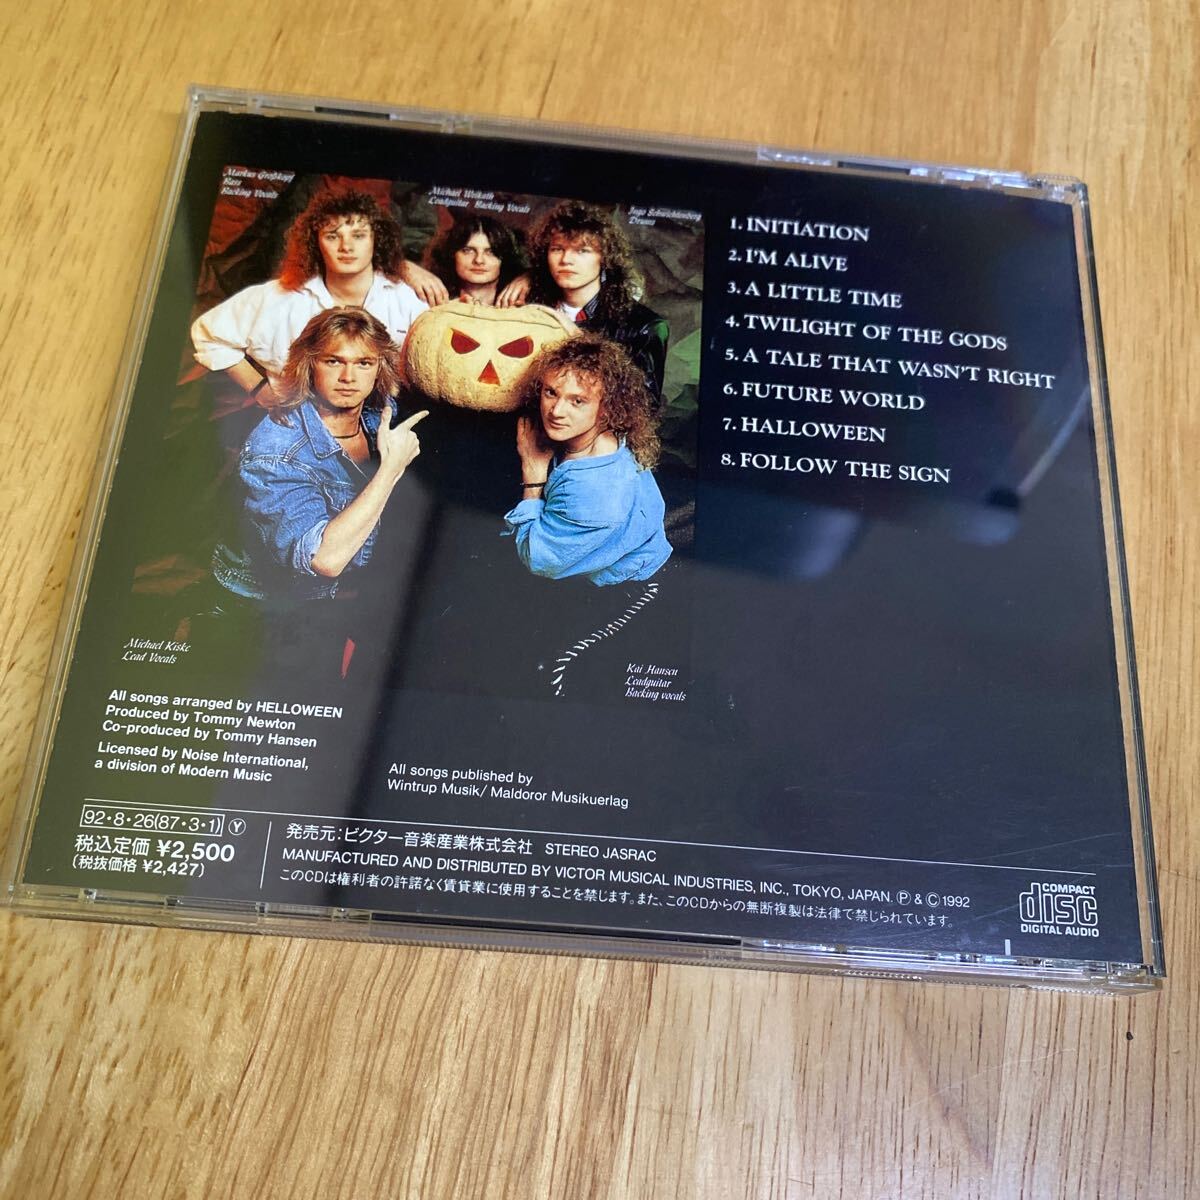 Markus Großkopf
Bass
Backing Vocals
Michael Weikath
Leadguitar Backing Vocals
Ingo Schwichtenberg
Drums
1. INITIATION
2. I'M ALIVE
3. A LITTLE TIME
4. TWILIGHT OF THE GODS
5. A TALE THAT WASN'T RIGHT
6. FUTURE WORLD
7. HALLOWEEN
8. FOLLOW THE SIGN
Michael Kiske
Lead Vocals
Kai Hansen
Leadguitar
Backing vocals
All songs arranged by HELLOWEEN
Produced by Tommy Newton
Co-produced by Tommy Hansen
Licensed by Noise International,
a division of Modern Music
All songs published by
Wintrup Musik/ Maldoror Musikuerlag
92・8・26(87・3・1) Y
税込定価 ¥2,500
(税抜価格 ¥2,427)
発売元:ビクター音楽産業株式会社 STEREO JASRAC
MANUFACTURED AND DISTRIBUTED BY VICTOR MUSICAL INDUSTRIES, INC., TOKYO, JAPAN. Ⓟ & Ⓒ 1992
このCDは権利者の許諾なく賃貸業に使用することを禁じます。また、このCDからの無断複製は法律で禁じられています。
COMPACT
disc
DIGITAL AUDIO